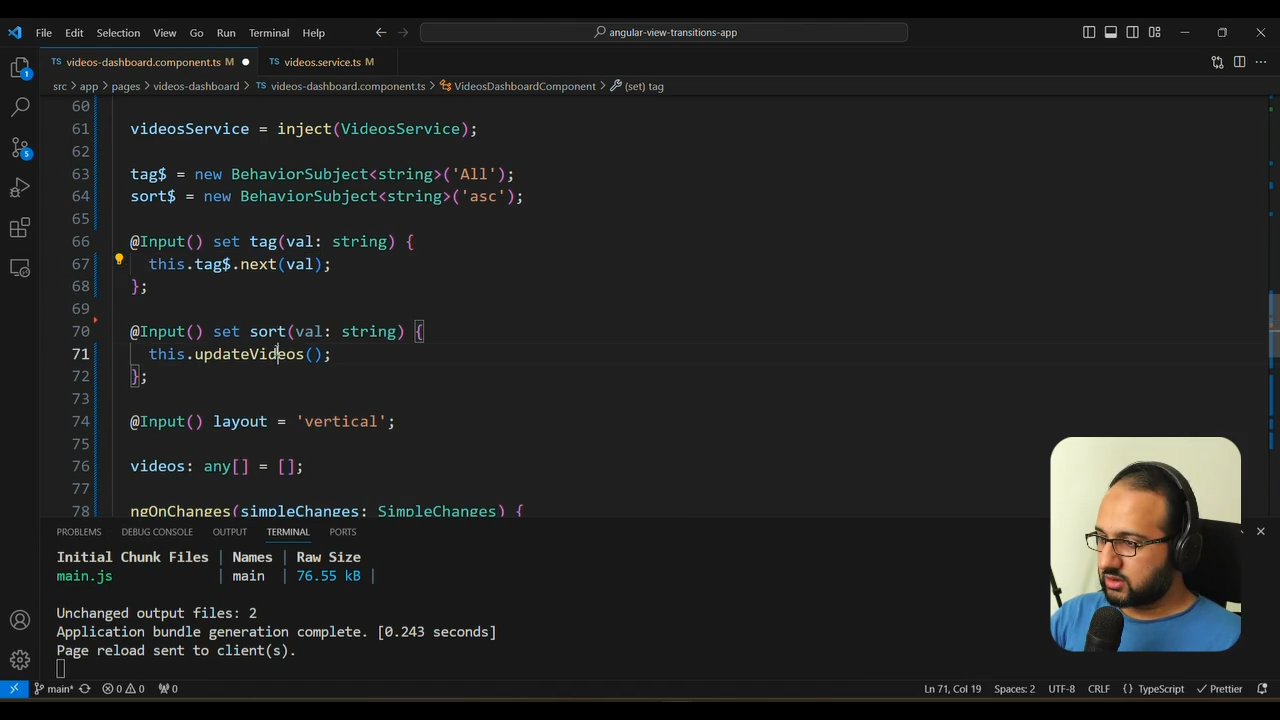 File Edit Selection View Go Run Terminal Help
angular-view-transitions-app
videos-dashboard.component.ts M
videos.service.ts M
src > app > pages > videos-dashboard > TS videos-dashboard.component.ts > VideosDashboardComponent > (set) tag
60
61 videosService = inject(VideosService);
62
63 tag$ = new BehaviorSubject<string>('All');
64 sort$ = new BehaviorSubject<string>('asc');
65
66 @Input() set tag(val: string) {
67 this.tag$.next(val);
68 };
69
70 @Input() set sort(val: string) {
71 this.updateVideos();
72 };
73
74 @Input() layout = 'vertical';
75
76 videos: any[] = [];
77
78 ngOnChanges(simpleChanges: SimpleChanges) {
PROBLEMS DEBUG CONSOLE OUTPUT TERMINAL PORTS
Initial Chunk Files | Names | Raw Size
main.js | main | 76.55 kB |
Unchanged output files: 2
Application bundle generation complete. [0.243 seconds]
Page reload sent to client(s).
main* 0 0 0 Ln 71, Col 19 Spaces: 2 UTF-8 CRLF {} TypeScript Prettier
1
5